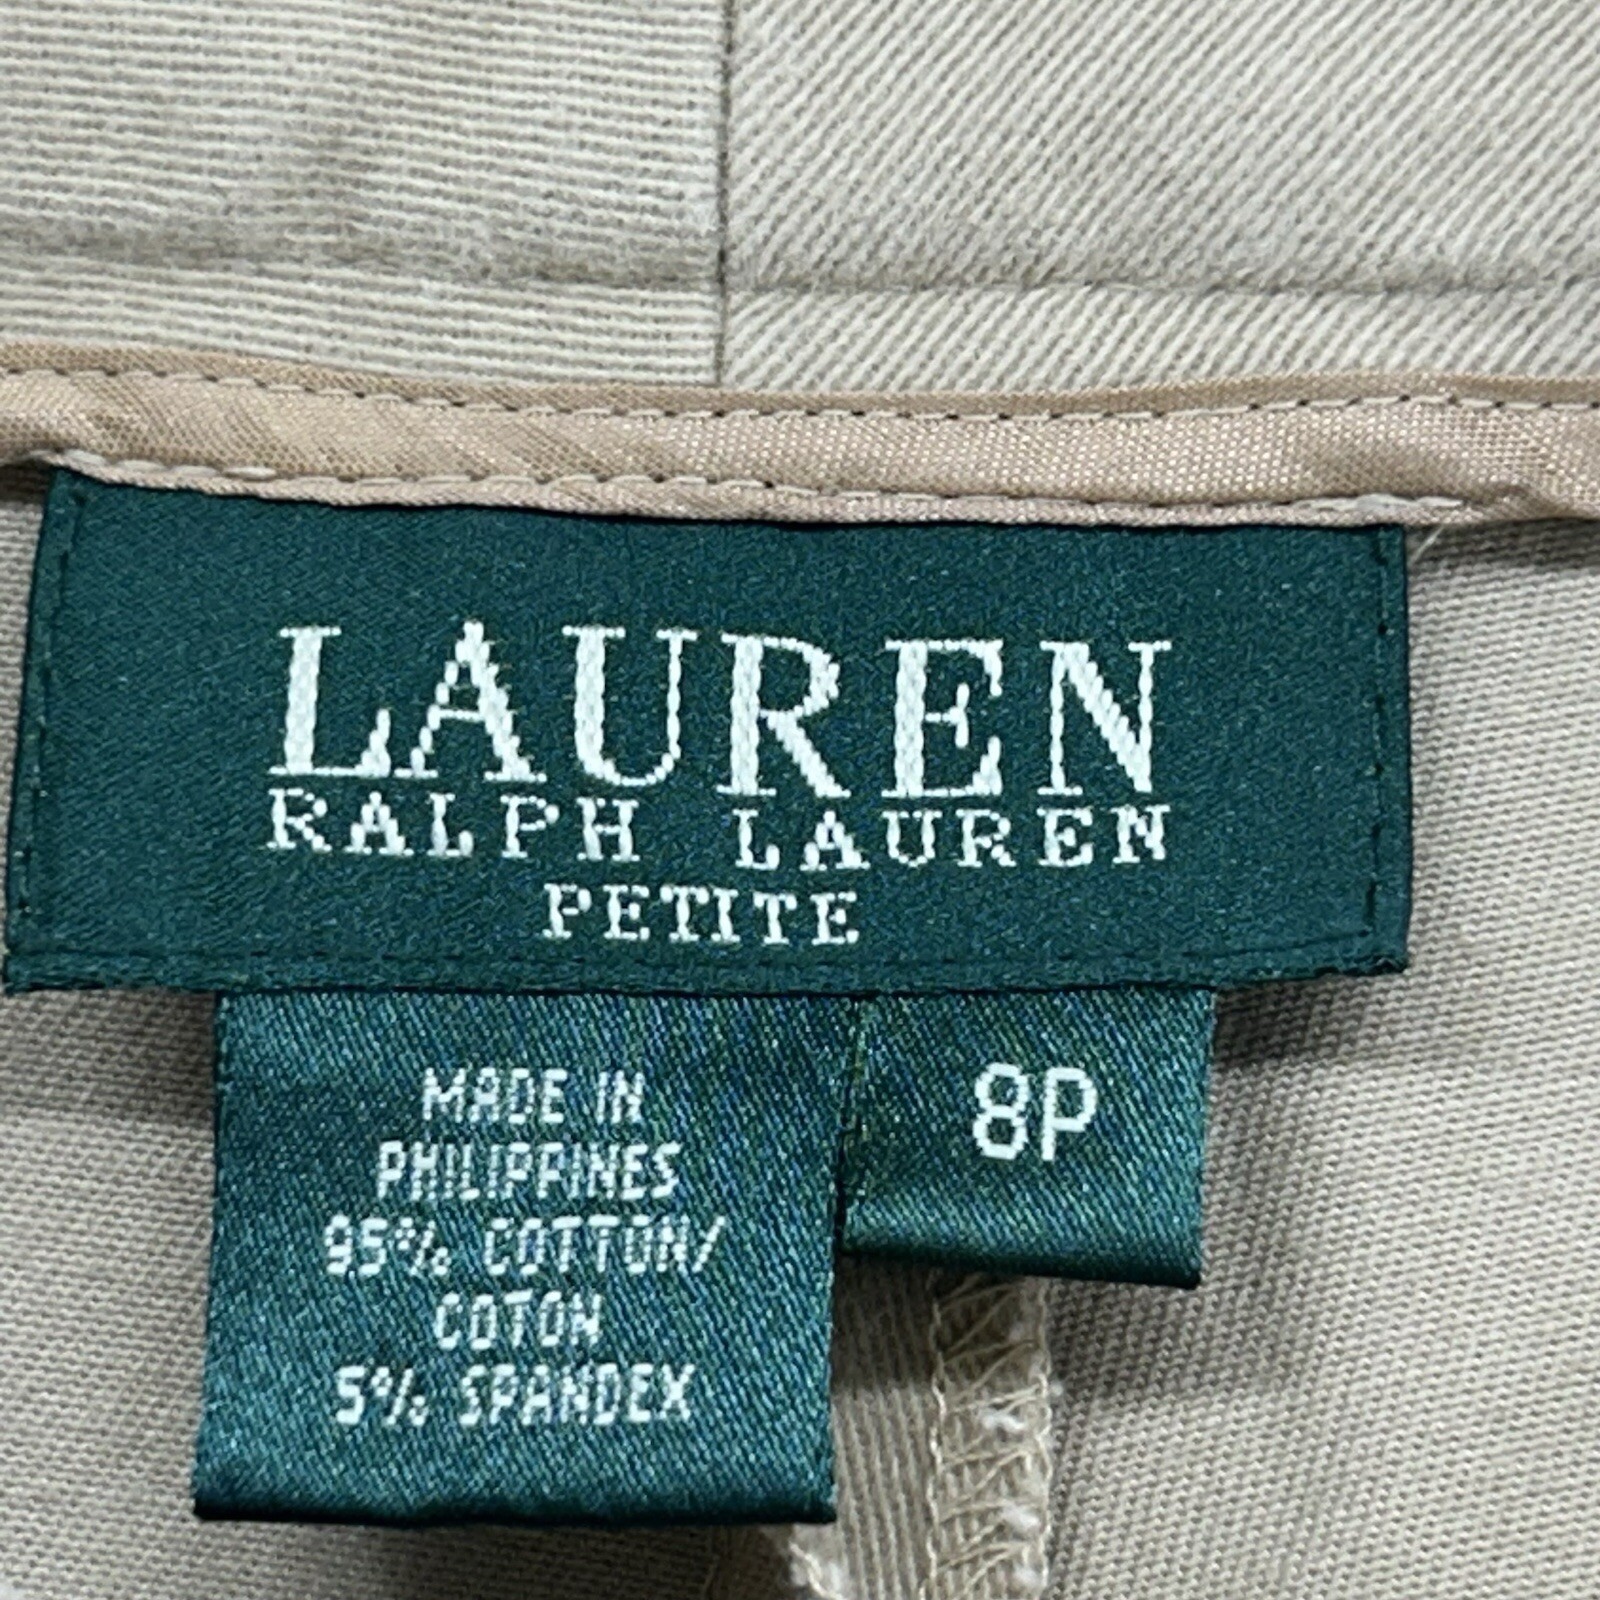 LAUREN
RALPH LAUREN
PETITE
MADE IN
PHILIPPINES
95% COTTON/
COTON
5% SPANDEX
8P